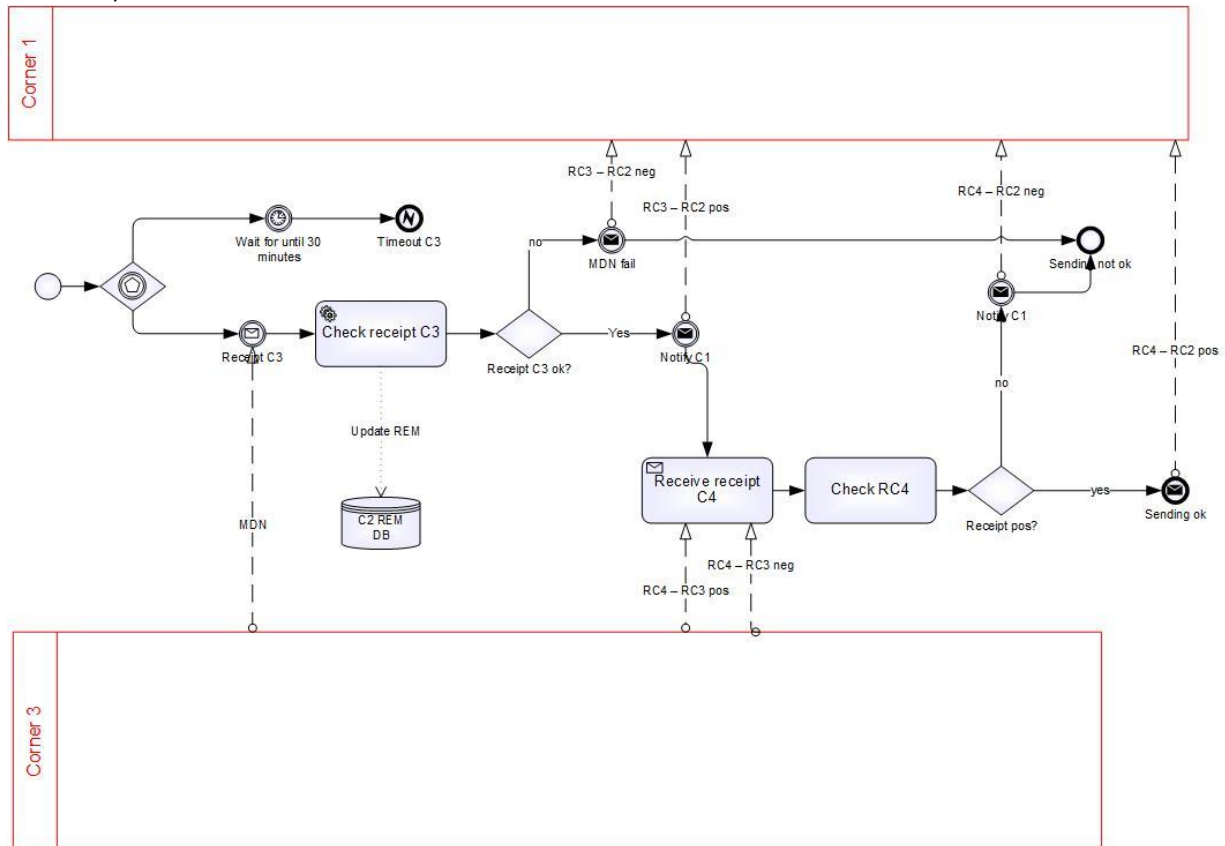 Corner 1
RC3 – RC2 neg
RC3 – RC2 pos
RC4 – RC2 neg
RC4 – RC2 pos
Wait for until 30
minutes
Timeout C3
no
MDN fail
Sending not ok
Receipt C3
Check receipt C3
Receipt C3 ok?
Yes
Notify C1
Notify C1
no
Update REM
C2 REM
DB
MDN
Receive receipt
C4
Check RC4
Receipt pos?
yes
Sending ok
RC4 – RC3 neg
RC4 – RC3 pos
Corner 3